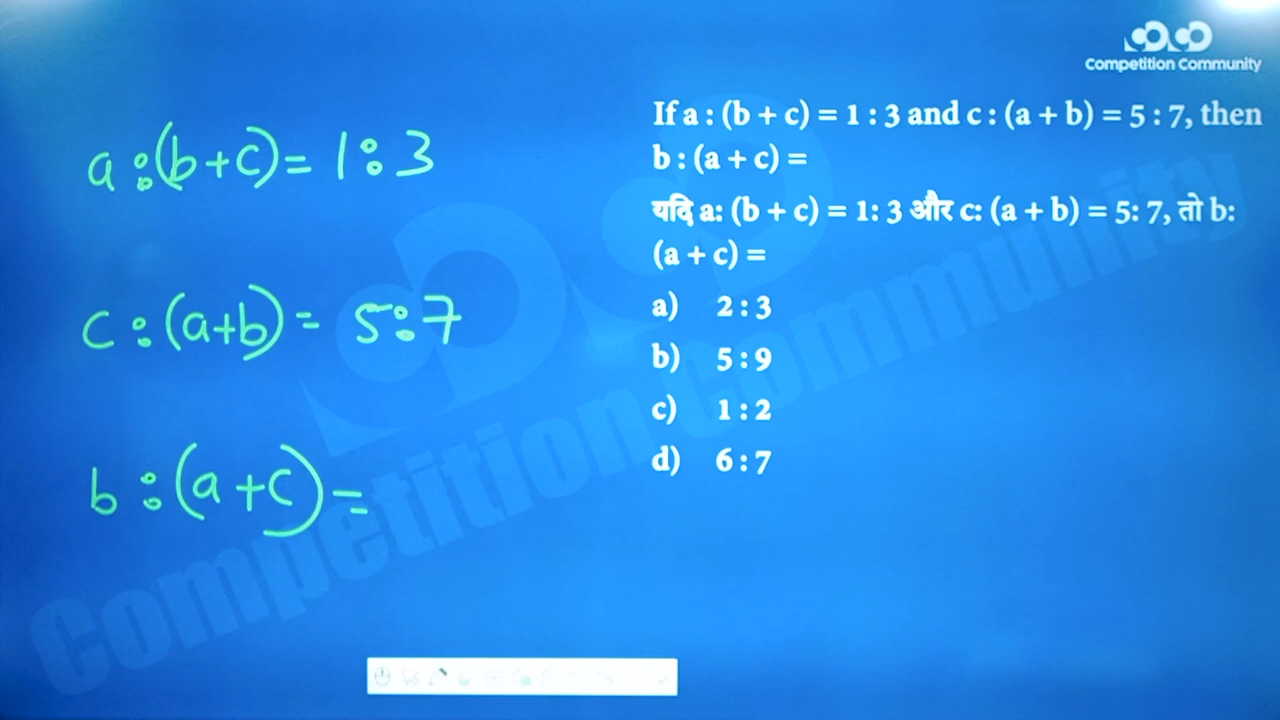 Competition Community
If a : (b + c) = 1 : 3 and c : (a + b) = 5 : 7, then
b : (a + c) =
यदि a: (b + c) = 1: 3 और c: (a + b) = 5: 7, तो b:
(a + c) =
a) 2 : 3
b) 5 : 9
c) 1 : 2
d) 6 : 7
a : (b+c) = 1 : 3
c : (a+b) = 5 : 7
b : (a+c) =
Competition Community